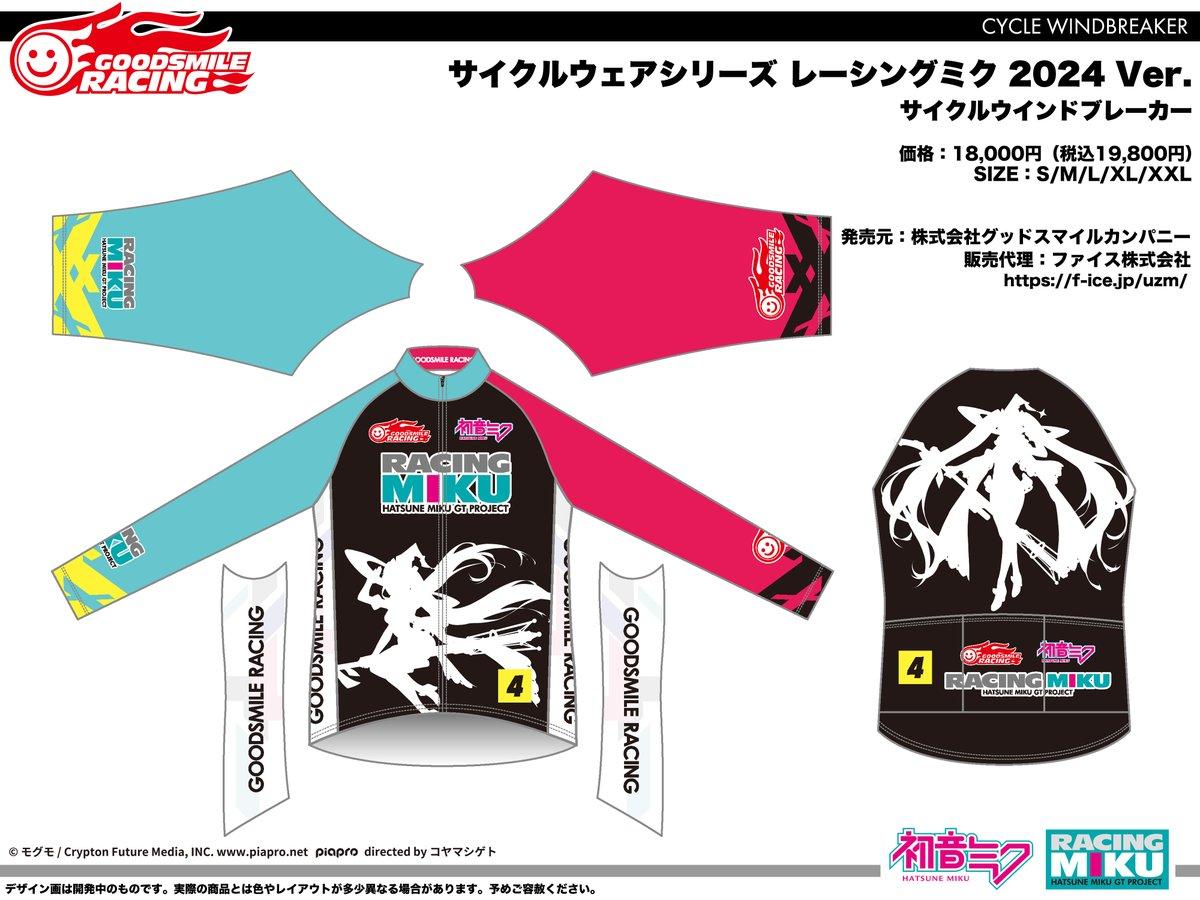 GOODSMILE
RACING
CYCLE WINDBREAKER
サイクルウェアシリーズ レーシングミク 2024 Ver.
サイクルウインドブレーカー
価格：18,000円（税込19,800円）
SIZE：S/M/L/XL/XXL
発売元：株式会社グッドスマイルカンパニー
販売代理：ファイス株式会社
https://f-ice.jp/uzm/
RACING
MIKU
HATSUNE MIKU GT PROJECT
GOODSMILE
RACING
GOODSMILE RACING
GOODSMILE
RACING
初音ミク
HATSUNE MIKU
RACING
MIKU
HATSUNE MIKU GT PROJECT
RACING
MIKU
GT PROJECT
GOODSMILE RACING
GOODSMILE RACING
GOODSMILE RACING
GOODSMILE RACING
4
4
GOODSMILE
RACING
初音ミク
HATSUNE MIKU
RACING MIKU
HATSUNE MIKU GT PROJECT
© モグモ / Crypton Future Media, INC. www.piapro.net piapro directed by コヤマシゲト
初音ミク
HATSUNE MIKU
RACING
MIKU
HATSUNE MIKU GT PROJECT
デザイン画は開発中のものです。実際の商品とは色やレイアウトが多少異なる場合があります。予めご容赦ください。